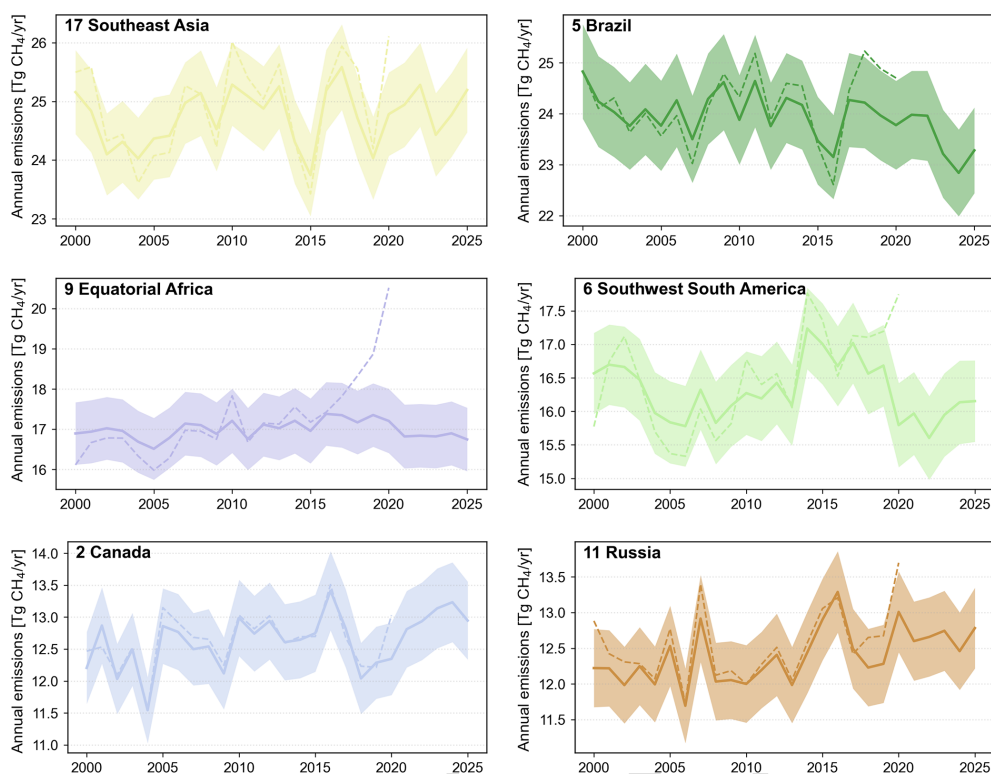 17 Southeast Asia
Annual emissions [Tg CH₄/yr]
26
25
24
23
2000 2005 2010 2015 2020 2025
5 Brazil
Annual emissions [Tg CH₄/yr]
25
24
23
22
2000 2005 2010 2015 2020 2025
9 Equatorial Africa
Annual emissions [Tg CH₄/yr]
20
19
18
17
16
2000 2005 2010 2015 2020 2025
6 Southwest South America
Annual emissions [Tg CH₄/yr]
17.5
17.0
16.5
16.0
15.5
15.0
2000 2005 2010 2015 2020 2025
2 Canada
Annual emissions [Tg CH₄/yr]
14.0
13.0
12.5
12.0
11.5
11.0
2000 2005 2010 2015 2020 2025
11 Russia
Annual emissions [Tg CH₄/yr]
13.5
13.0
12.5
12.0
11.5
2000 2005 2010 2015 2020 2025